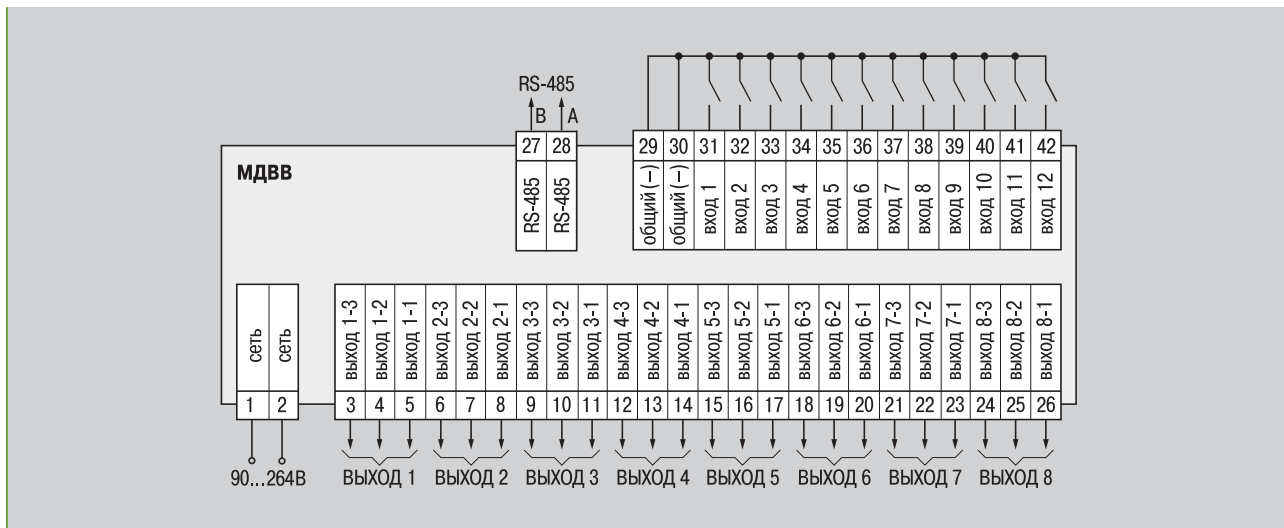 RS-485
B A
27 28 29 30 31 32 33 34 35 36 37 38 39 40 41 42
МДВВ
RS-485 RS-485 общий (–) общий (–) вход 1 вход 2 вход 3 вход 4 вход 5 вход 6 вход 7 вход 8 вход 9 вход 10 вход 11 вход 12
сеть сеть выход 1-3 выход 1-2 выход 1-1 выход 2-3 выход 2-2 выход 2-1 выход 3-3 выход 3-2 выход 3-1 выход 4-3 выход 4-2 выход 4-1 выход 5-3 выход 5-2 выход 5-1 выход 6-3 выход 6-2 выход 6-1 выход 7-3 выход 7-2 выход 7-1 выход 8-3 выход 8-2 выход 8-1
1 2 3 4 5 6 7 8 9 10 11 12 13 14 15 16 17 18 19 20 21 22 23 24 25 26
90...264В ВЫХОД 1 ВЫХОД 2 ВЫХОД 3 ВЫХОД 4 ВЫХОД 5 ВЫХОД 6 ВЫХОД 7 ВЫХОД 8